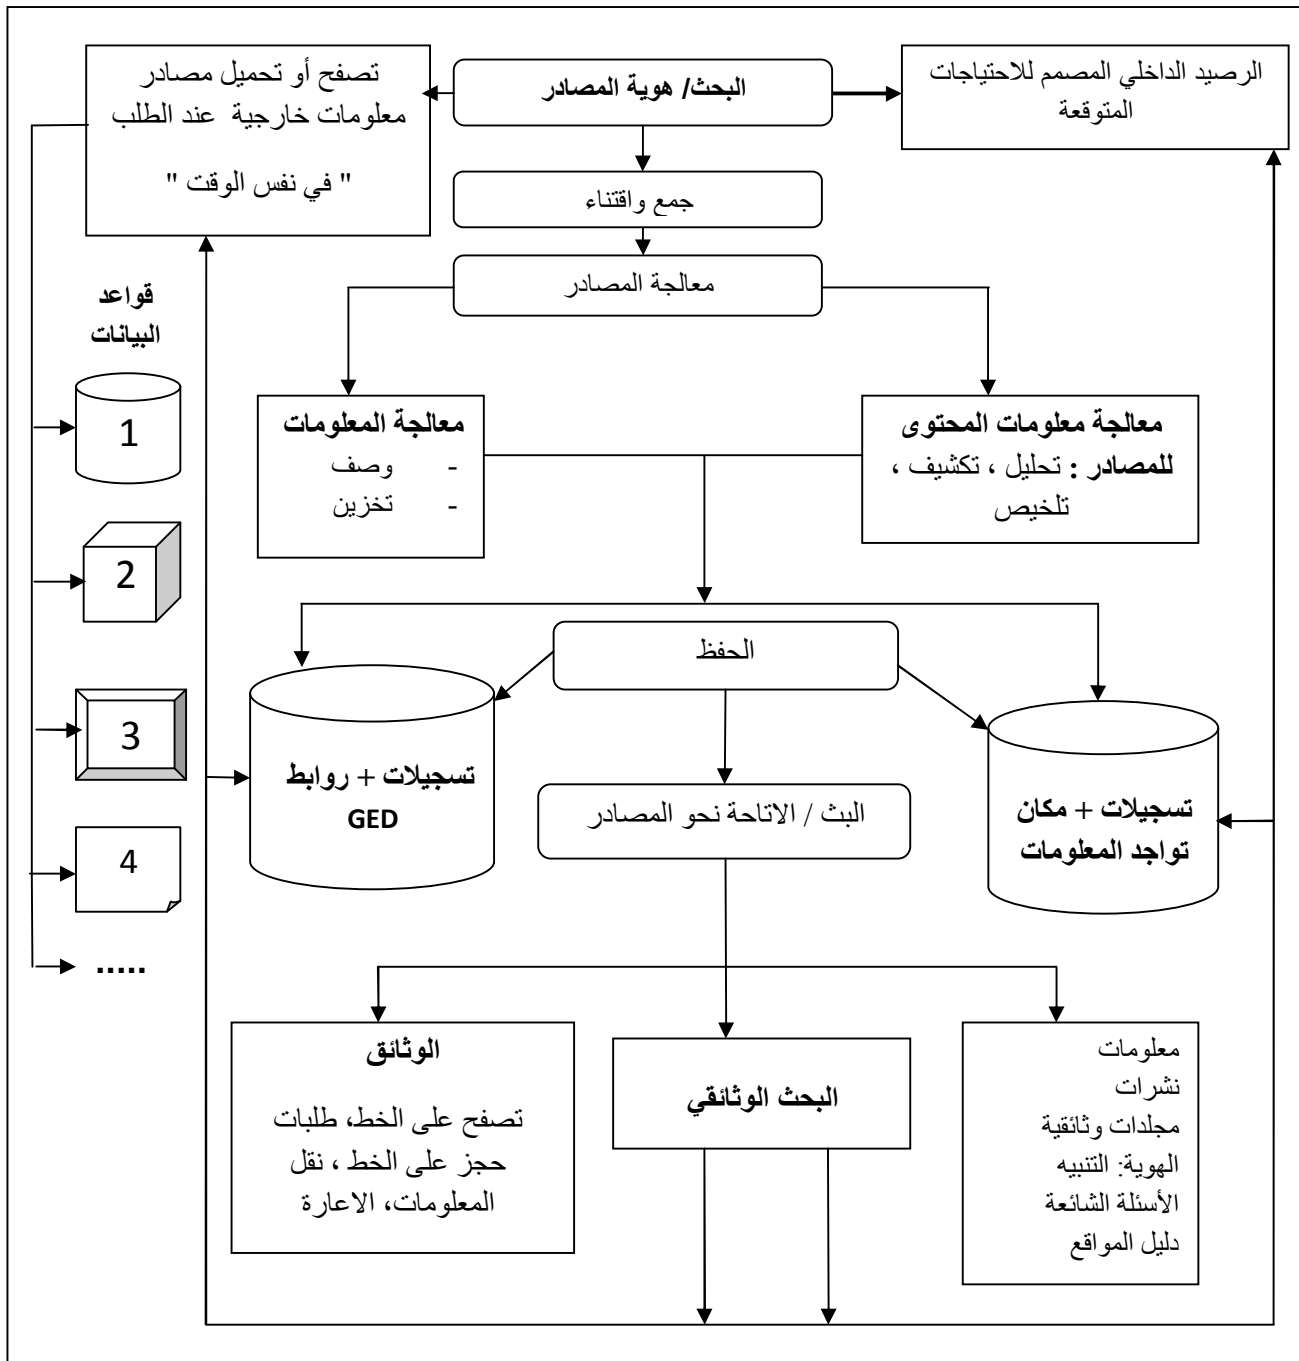 الرصيد الداخلي المصمم للاحتياجات
المتوقعة
البحث/ هوية المصادر
تصفح أو تحميل مصادر
معلومات خارجية عند الطلب
" في نفس الوقت "
جمع واقتناء
معالجة المصادر
قواعد
البيانات
1
2
3
4
.....
معالجة معلومات المحتوى
للمصادر : تحليل ، تكشيف ،
تلخيص
معالجة المعلومات
- وصف
- تخزين
الحفظ
تسجيلات + مكان
تواجد المعلومات
تسجيلات + روابط
GED
البث / الاتاحة نحو المصادر
معلومات
نشرات
مجلدات وثائقية
الهوية: التنبيه
الأسئلة الشائعة
دليل المواقع
البحث الوثائقي
الوثائق
تصفح على الخط، طلبات
حجز على الخط ، نقل
المعلومات، الاعارة